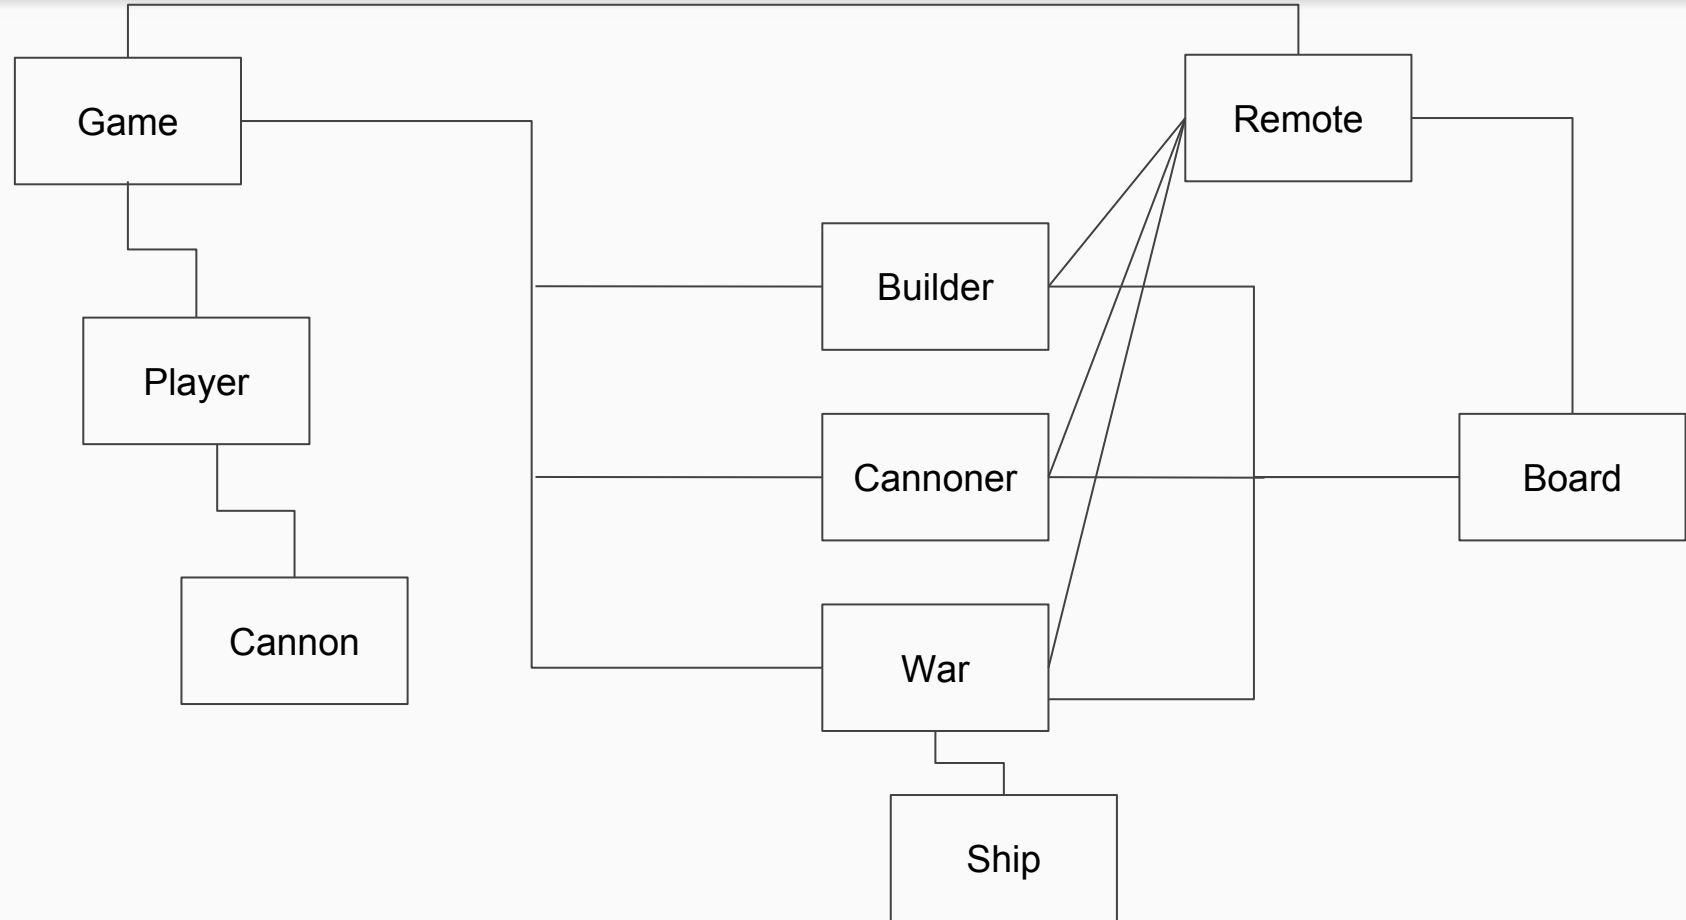 Game
Remote
Builder
Player
Cannoner
Board
Cannon
War
Ship